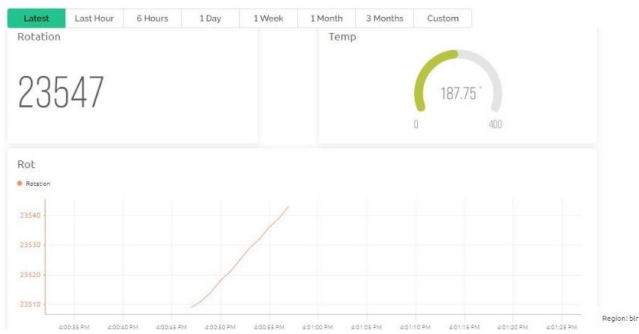 Latest Last Hour 6 Hours 1 Day 1 Week 1 Month 3 Months Custom
Rotation
23547
Temp
187.75 °
0 400
Rot
Rotation
23540
23530
23520
23510
4:00:35 PM 4:00:40 PM 4:00:45 PM 4:00:50 PM 4:00:55 PM 4:01:00 PM 4:01:05 PM 4:01:10 PM 4:01:15 PM 4:01:20 PM 4:01:25 PM
Region: blr